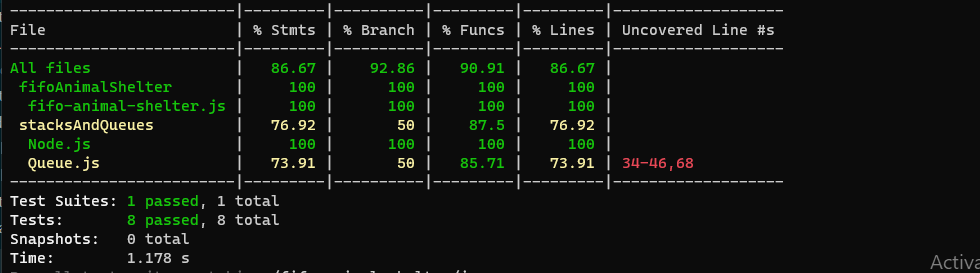 -------------------------|---------|----------|---------|---------|-------------------
File                     | % Stmts | % Branch | % Funcs | % Lines | Uncovered Line #s
-------------------------|---------|----------|---------|---------|-------------------
All files                |   86.67 |    92.86 |   90.91 |   86.67 |
 fifoAnimalShelter       |     100 |      100 |     100 |     100 |
  fifo-animal-shelter.js |     100 |      100 |     100 |     100 |
 stacksAndQueues         |   76.92 |       50 |    87.5 |   76.92 |
  Node.js                |     100 |      100 |     100 |     100 |
  Queue.js               |   73.91 |       50 |   85.71 |   73.91 | 34-46,68
-------------------------|---------|----------|---------|---------|-------------------
Test Suites: 1 passed, 1 total
Tests:       8 passed, 8 total
Snapshots:   0 total
Time:        1.178 s
Activa